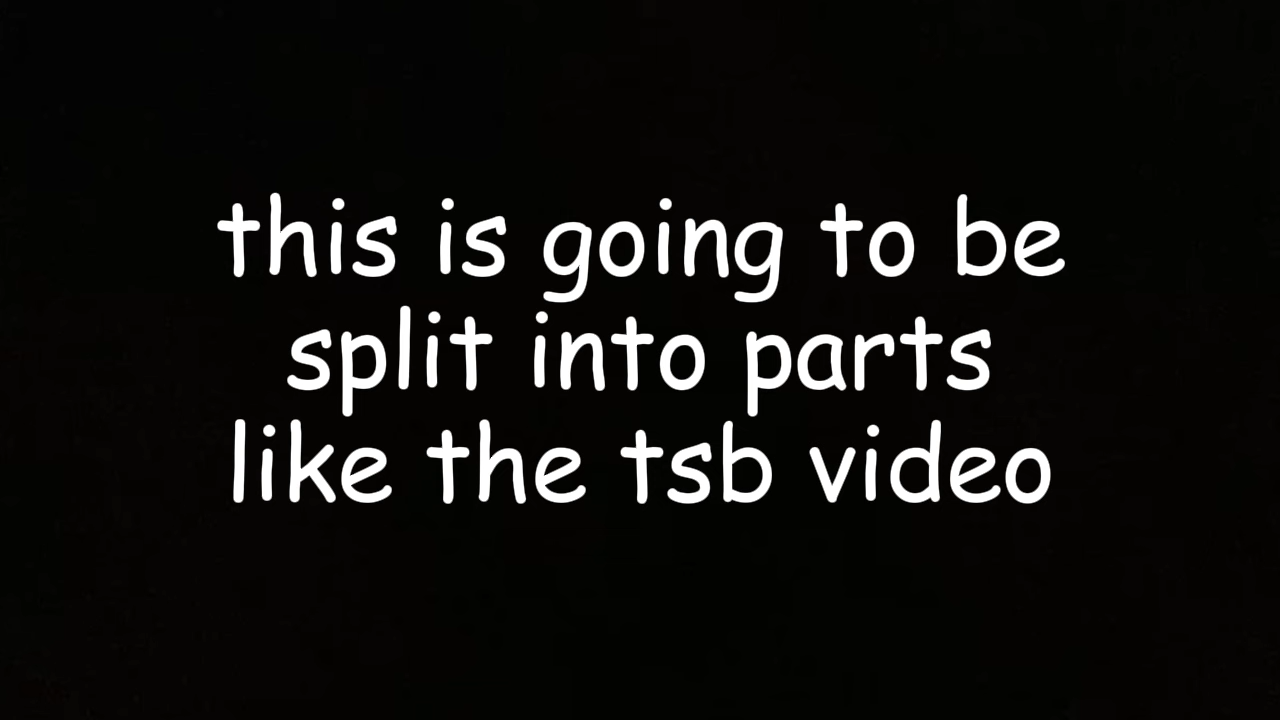 this is going to be
split into parts
like the tsb video